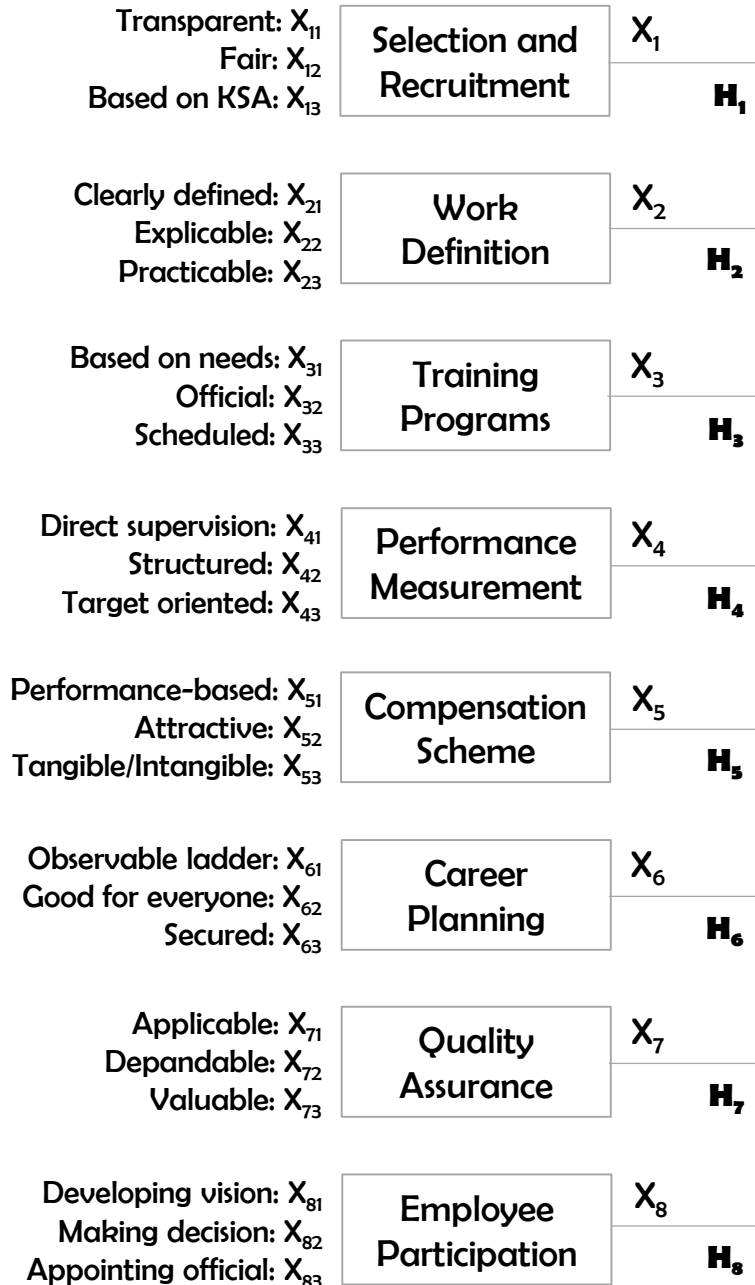 Transparent: X₁₁
Fair: X₁₂
Based on KSA: X₁₃
Selection and
Recruitment
X₁
H₁
Clearly defined: X₂₁
Explicable: X₂₂
Practicable: X₂₃
Work
Definition
X₂
H₂
Based on needs: X₃₁
Official: X₃₂
Scheduled: X₃₃
Training
Programs
X₃
H₃
Direct supervision: X₄₁
Structured: X₄₂
Target oriented: X₄₃
Performance
Measurement
X₄
H₄
Performance-based: X₅₁
Attractive: X₅₂
Tangible/Intangible: X₅₃
Compensation
Scheme
X₅
H₅
Observable ladder: X₆₁
Good for everyone: X₆₂
Secured: X₆₃
Career
Planning
X₆
H₆
Applicable: X₇₁
Depandable: X₇₂
Valuable: X₇₃
Quality
Assurance
X₇
H₇
Developing vision: X₈₁
Making decision: X₈₂
Appointing official: X₈₃
Employee
Participation
X₈
H₈